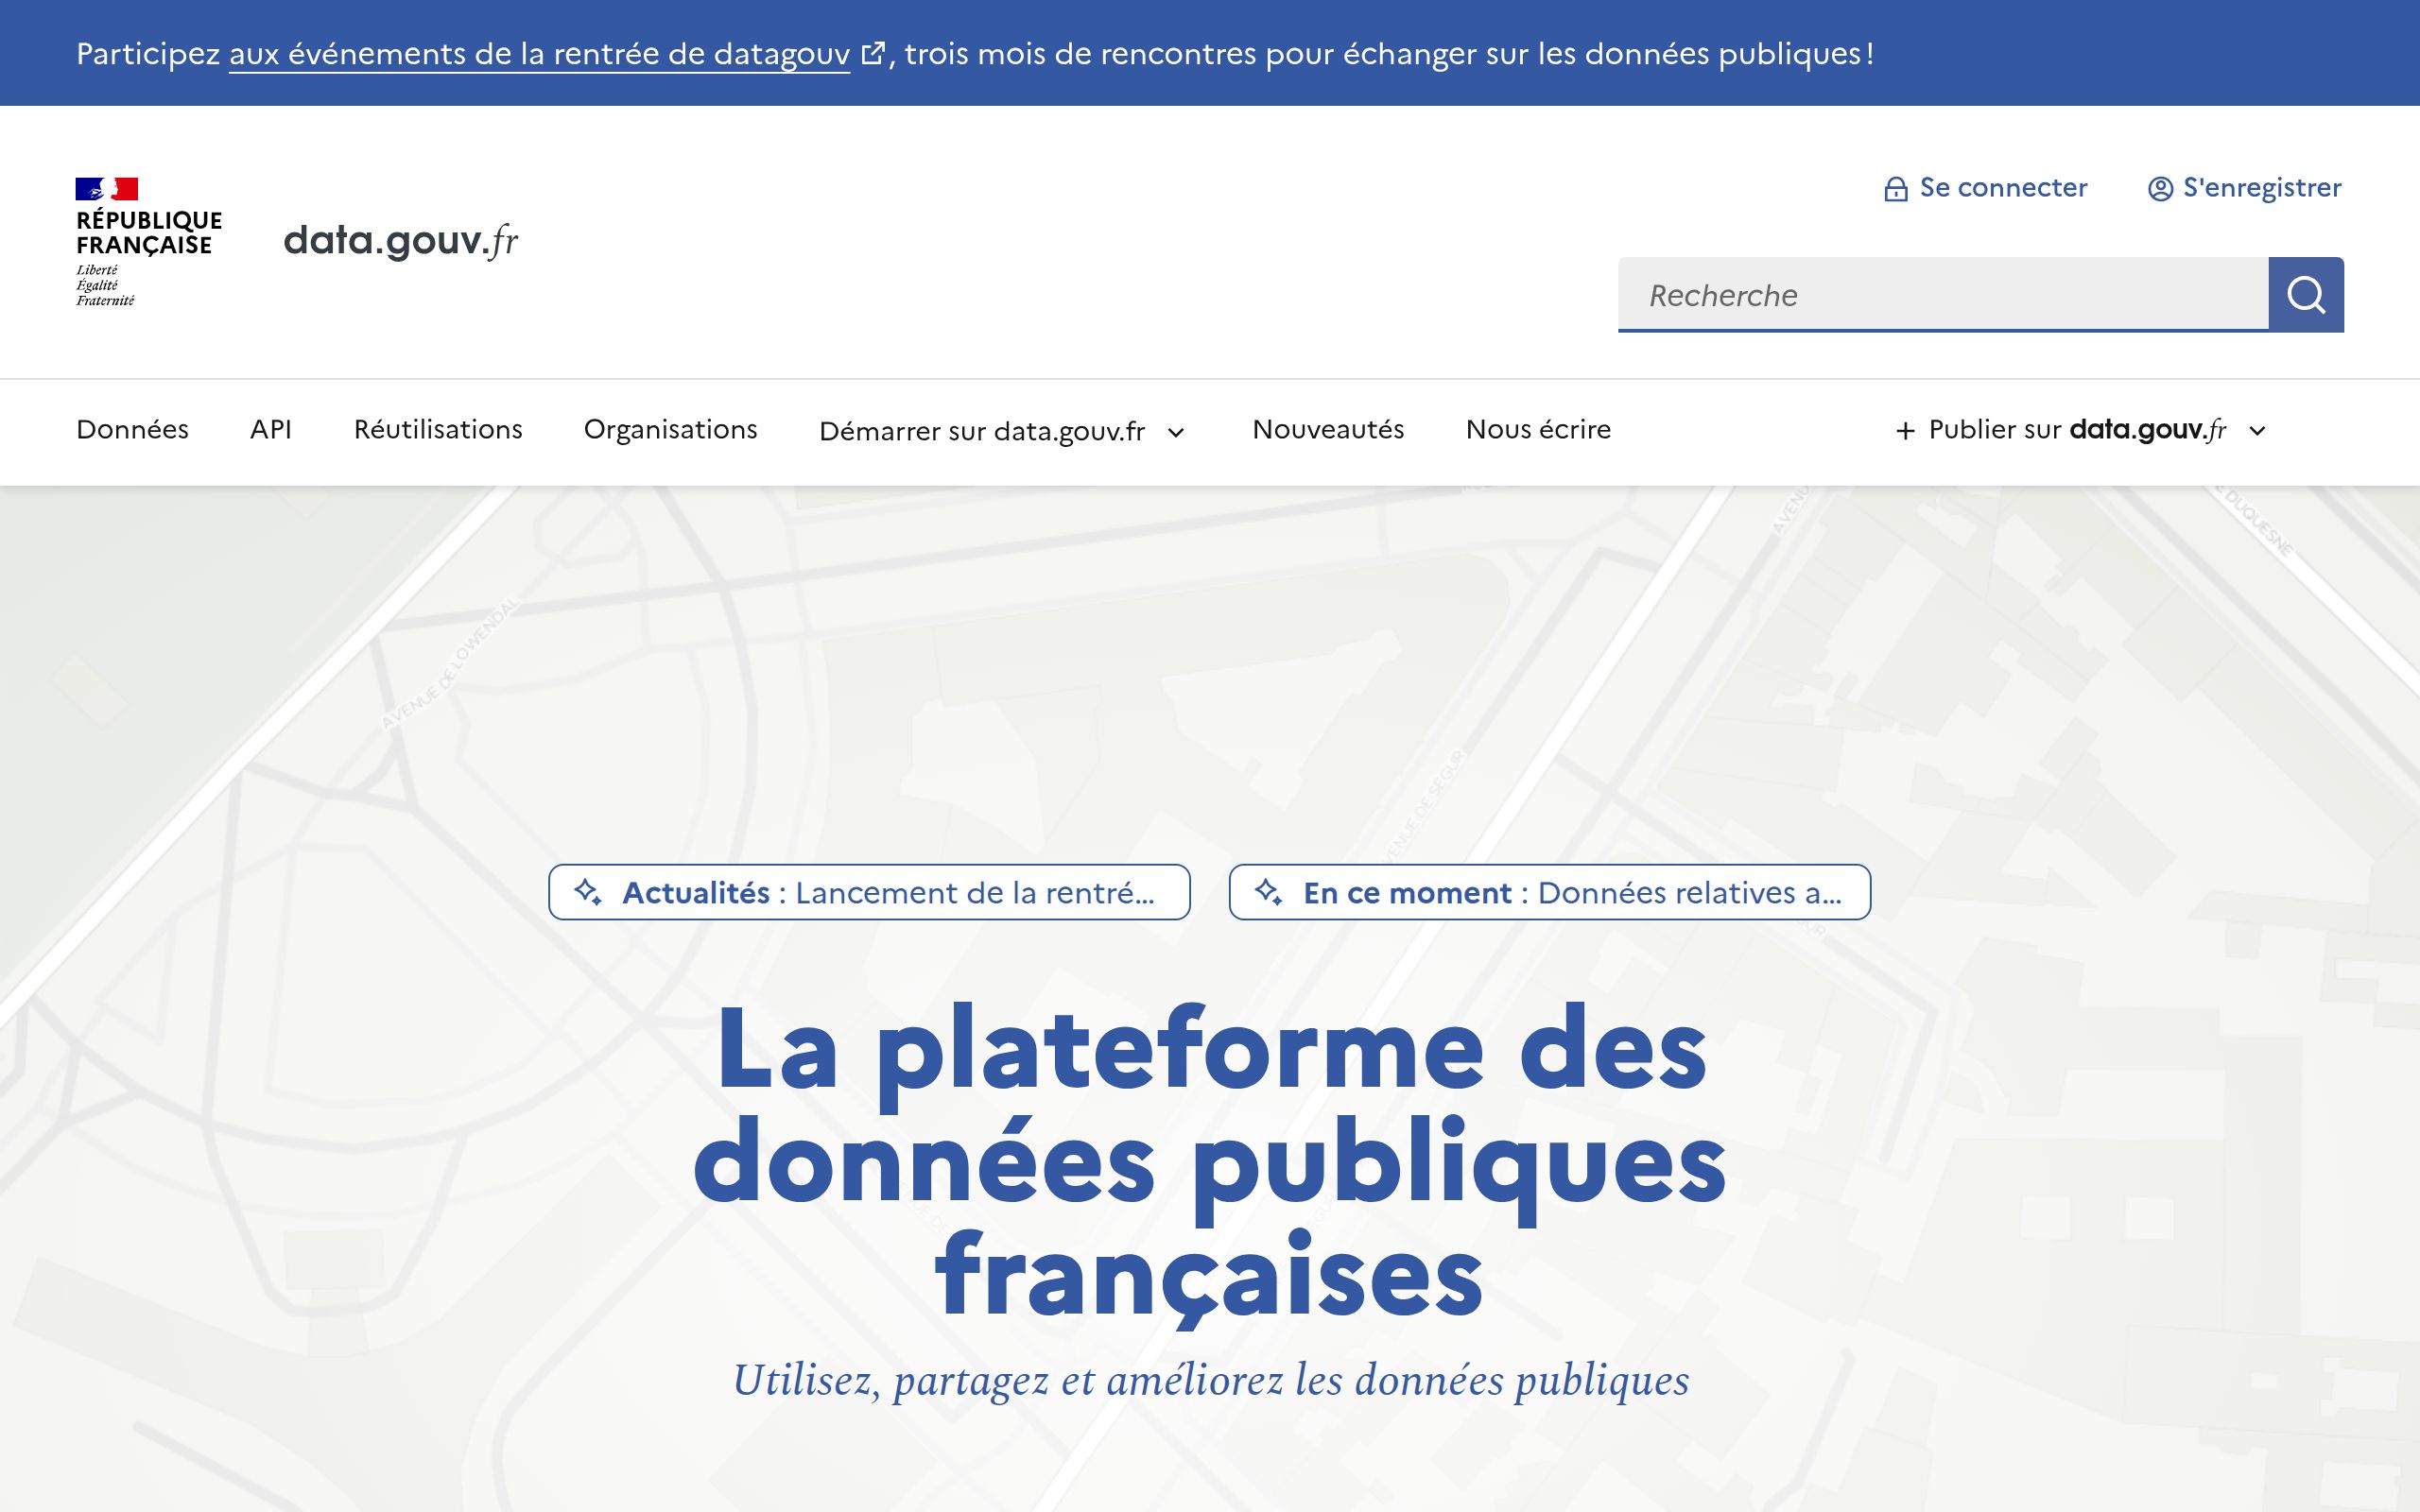 Participez aux événements de la rentrée de datagouv , trois mois de rencontres pour échanger sur les données publiques !
RÉPUBLIQUE
FRANÇAISE
Liberté
Égalité
Fraternité
data.gouv.fr
Se connecter
S'enregistrer
Recherche
Données
API
Réutilisations
Organisations
Démarrer sur data.gouv.fr
Nouveautés
Nous écrire
+ Publier sur data.gouv.fr
AVENUE DE LOWENDAL
DUQUESNE
AVENUE DE SEGUR
Actualités : Lancement de la rentré...
En ce moment : Données relatives a...
La plateforme des
données publiques
françaises
Utilisez, partagez et améliorez les données publiques